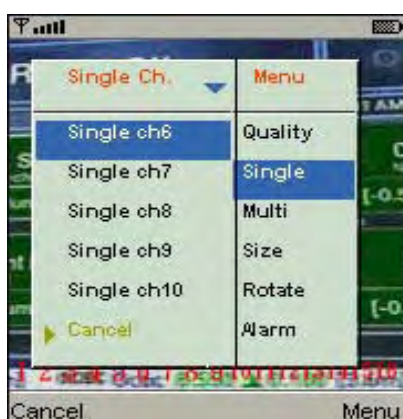 Single Ch.
Single ch6
Single ch7
Single ch8
Single ch9
Single ch10
Cancel
Menu
Quality
Single
Multi
Size
Rotate
Alarm
Cancel Menu